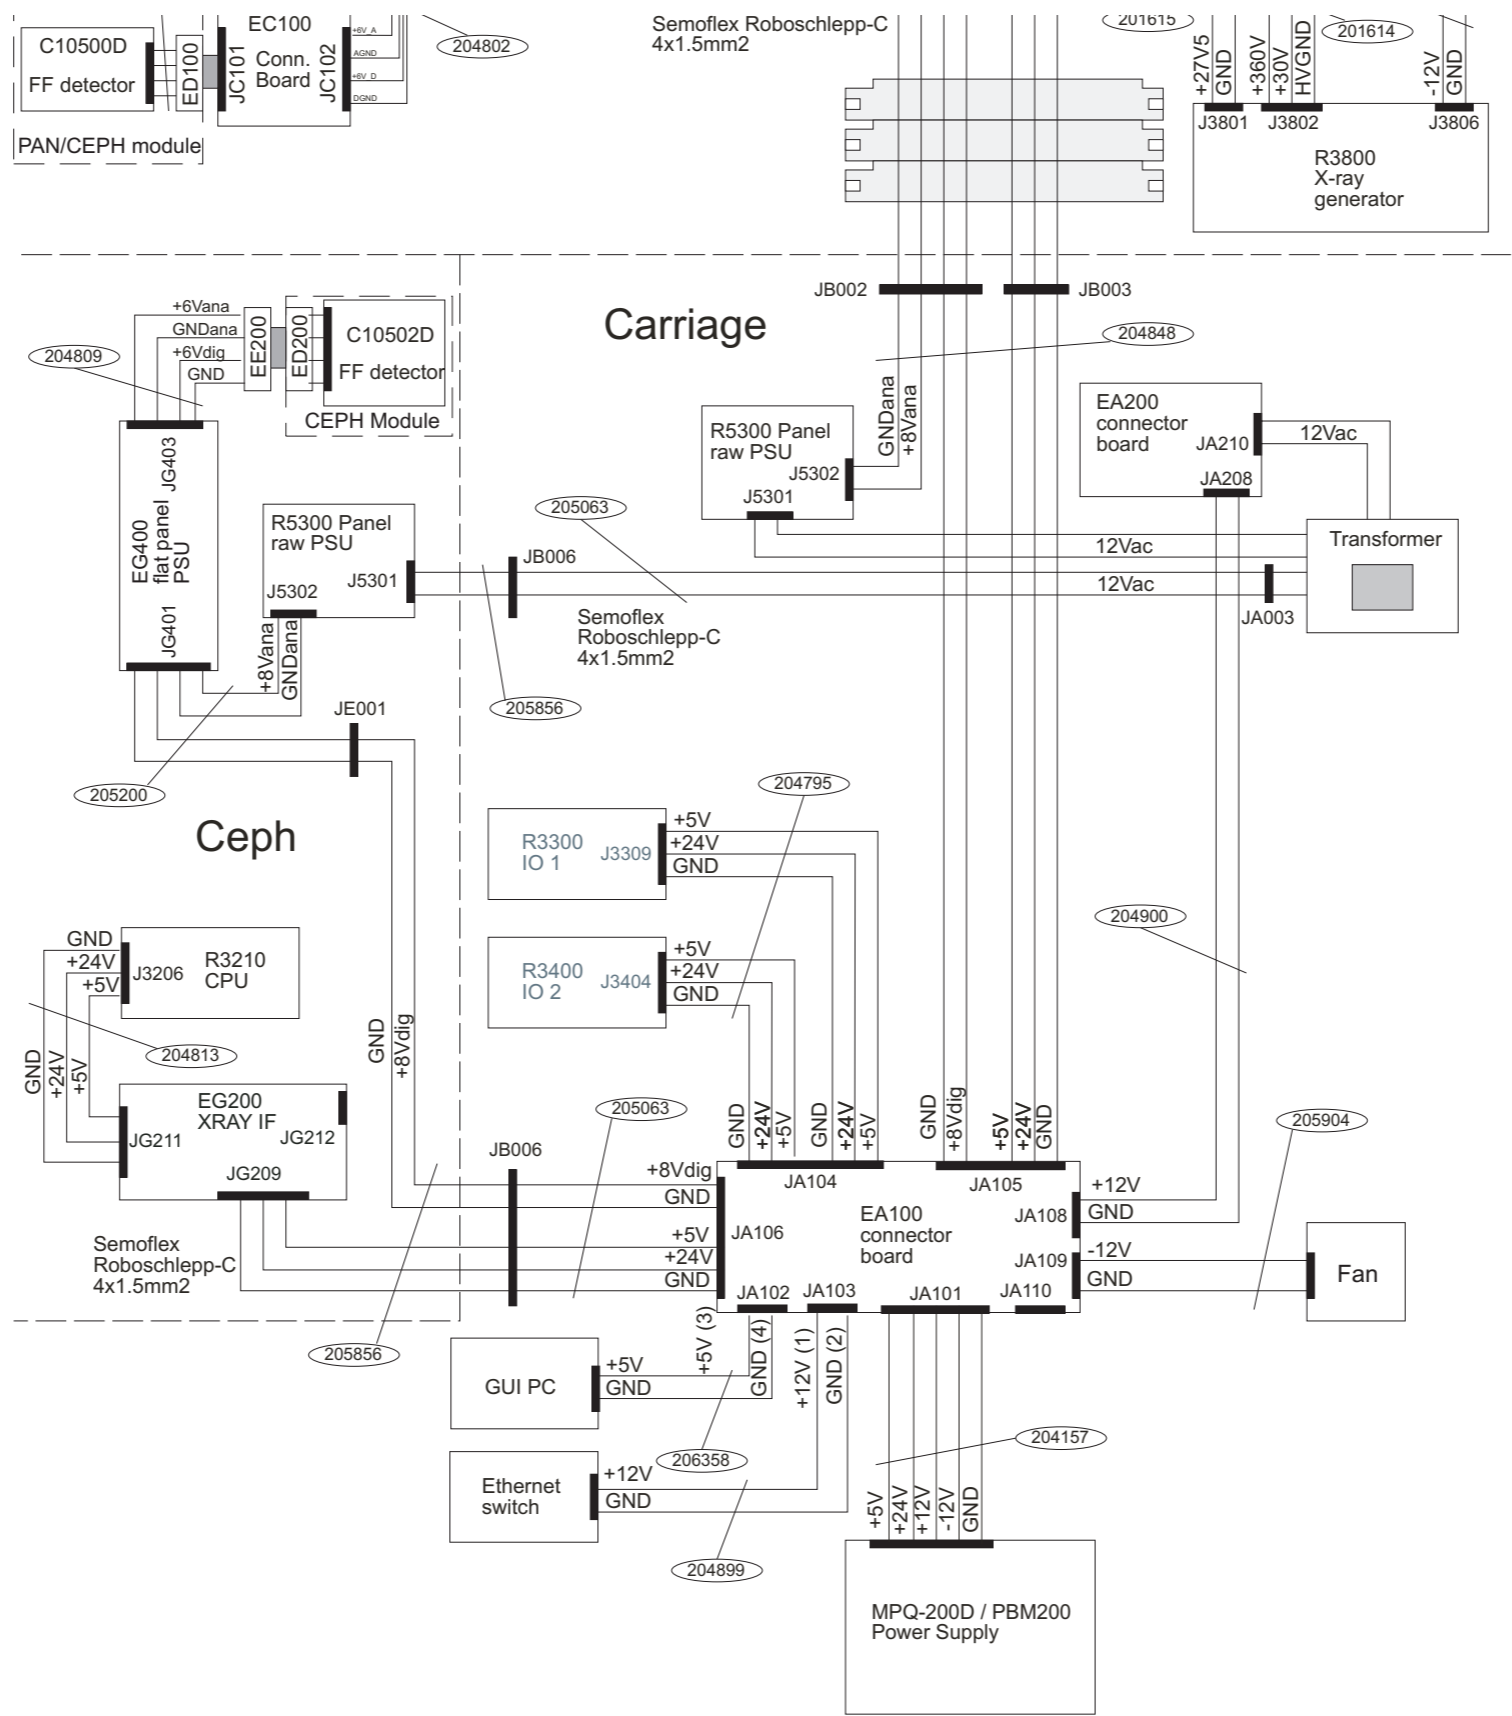 EC100
Conn.
Board
C10500D
FF detector
ED100
JC101
JC102
+6V_A
AGND
+6V_D
DGND
204802
PAN/CEPH module
Semoflex Roboschlepp-C
4x1.5mm2
201615
201614
+27V5
GND
+360V
+30V
HVGND
-12V
GND
J3801
J3802
J3806
R3800
X-ray
generator
JB002
JB003
Carriage
204848
+6Vana
GNDana
+6Vdig
GND
204809
EE200
ED200
C10502D
FF detector
CEPH Module
JG403
EG400
flat panel
PSU
JG401
R5300 Panel
raw PSU
J5301
J5302
+8Vana
GNDana
205200
JE001
R5300 Panel
raw PSU
J5302
J5301
GNDana
+8Vana
EA200
connector
board
JA210
JA208
12Vac
Transformer
12Vac
12Vac
JA003
205063
JB006
Semoflex
Roboschlepp-C
4x1.5mm2
205856
Ceph
204795
R3300
IO 1
J3309
+5V
+24V
GND
R3400
IO 2
J3404
+5V
+24V
GND
204900
GND
+24V
+5V
J3206
R3210
CPU
204813
GND
+24V
+5V
GND
+8Vdig
EG200
XRAY IF
JG211
JG212
JG209
Semoflex
Roboschlepp-C
4x1.5mm2
205063
JB006
205856
+8Vdig
GND
+5V
+24V
GND
GND
+24V
+5V
GND
+24V
+5V
GND
+8Vdig
+5V
+24V
GND
JA104
JA105
JA106
EA100
connector
board
JA108
JA109
JA102
JA103
JA101
JA110
+12V
GND
-12V
GND
205904
Fan
+5V (3)
GND (4)
+12V (1)
GND (2)
GUI PC
+5V
GND
206358
Ethernet
switch
+12V
GND
204899
204157
+5V
+24V
+12V
-12V
GND
MPQ-200D / PBM200
Power Supply